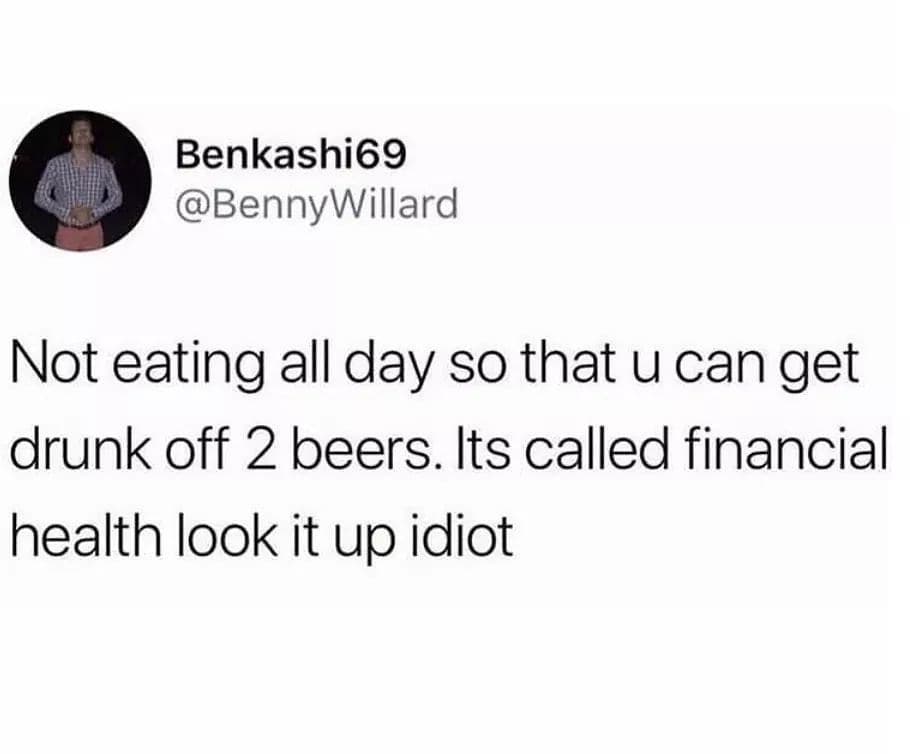 Benkashi69
@BennyWillard
Not eating all day so that u can get
drunk off 2 beers. Its called financial
health look it up idiot